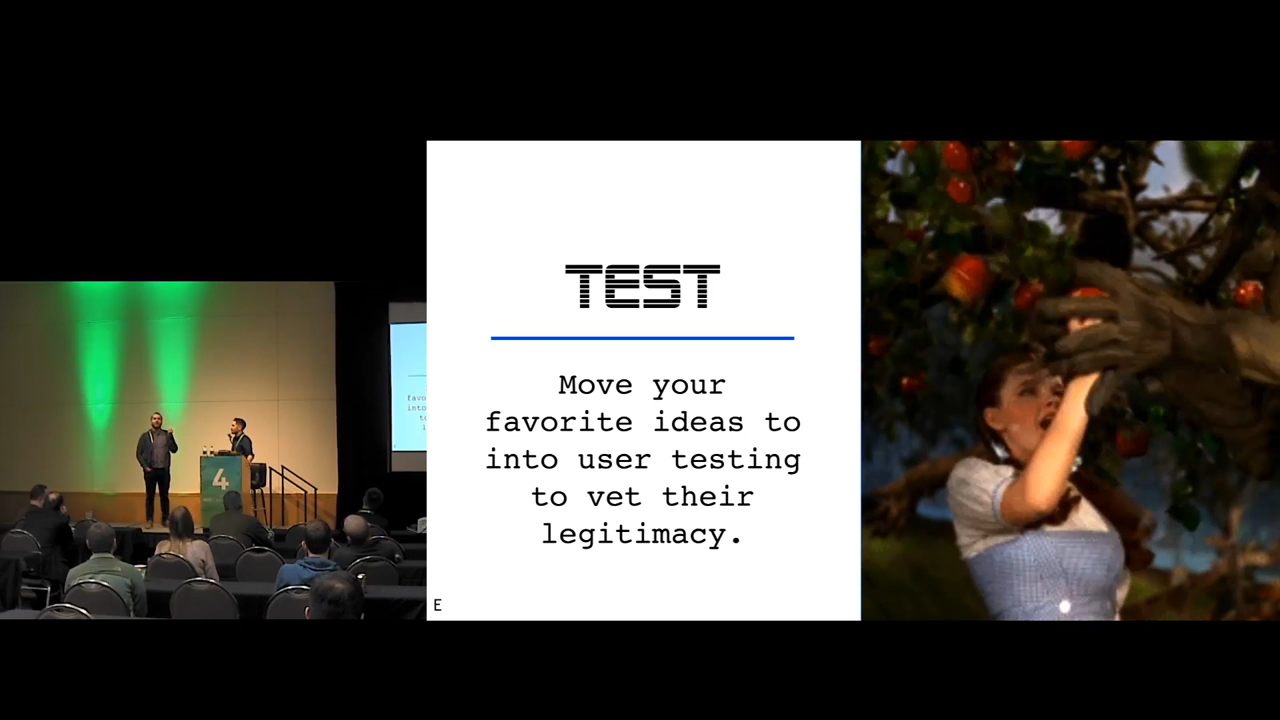 TEST
Move your
favorite ideas to
into user testing
to vet their
legitimacy.
E
4